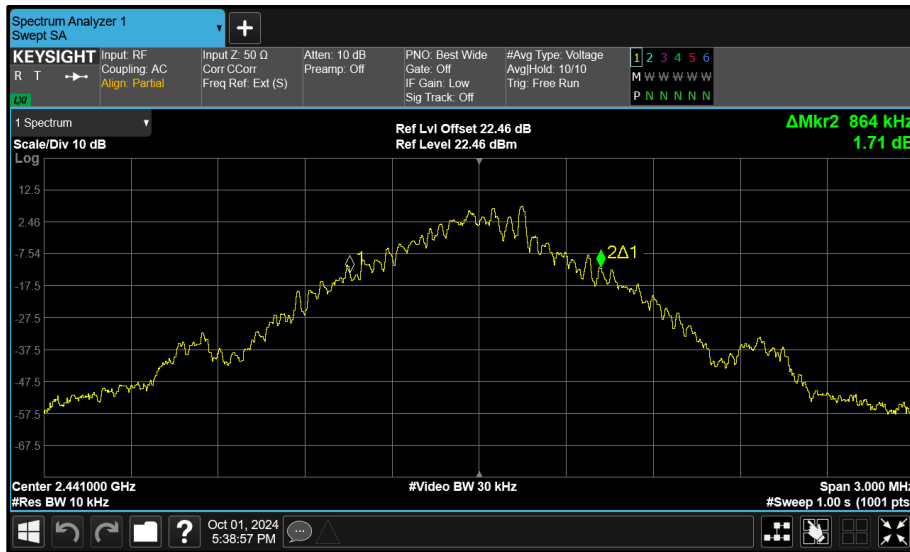 Spectrum Analyzer 1
Swept SA
KEYSIGHT
R T
LXI
Input: RF
Coupling: AC
Align: Partial
Input Z: 50 Ω
Corr CCorr
Freq Ref: Ext (S)
Atten: 10 dB
Preamp: Off
PNO: Best Wide
Gate: Off
IF Gain: Low
Sig Track: Off
#Avg Type: Voltage
Avg|Hold: 10/10
Trig: Free Run
1 2 3 4 5 6
M W W W W W
P N N N N N
1 Spectrum
Scale/Div 10 dB
Log
Ref Lvl Offset 22.46 dB
Ref Level 22.46 dBm
ΔMkr2 864 kHz
1.71 dB
12.5
2.46
-7.54
-17.5
-27.5
-37.5
-47.5
-57.5
-67.5
1
2Δ1
Center 2.441000 GHz
#Res BW 10 kHz
#Video BW 30 kHz
Span 3.000 MHz
#Sweep 1.00 s (1001 pts
?
Oct 01, 2024
5:38:57 PM